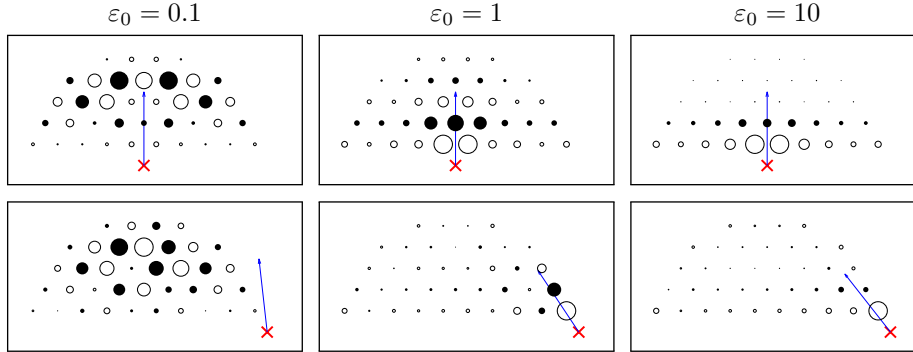 ε₀ = 0.1 ε₀ = 1 ε₀ = 10